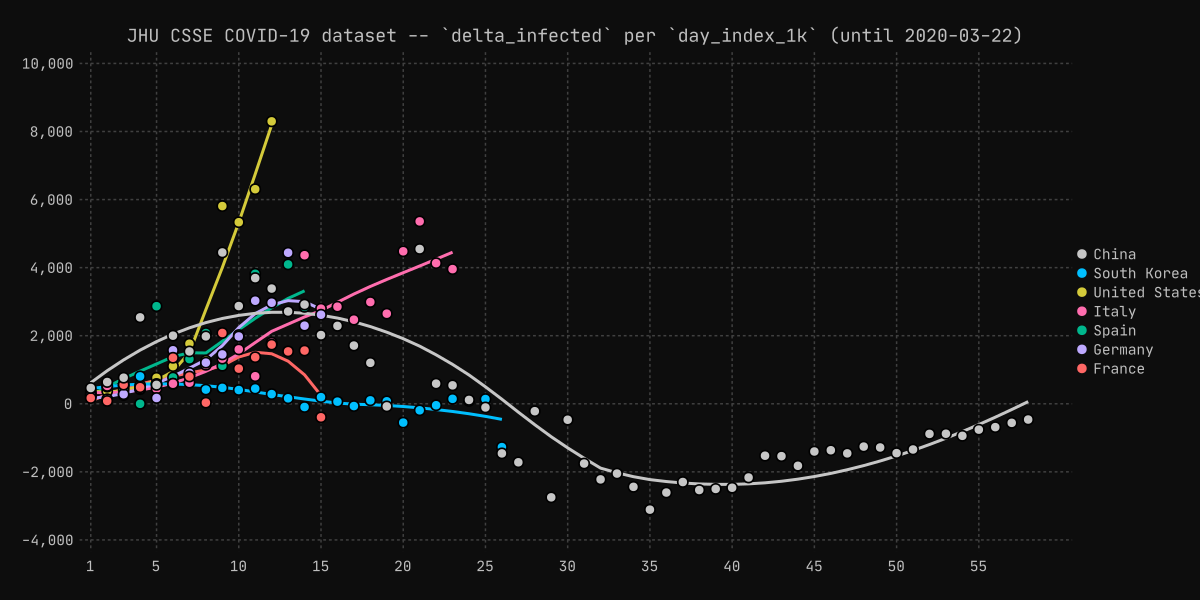 JHU CSSE COVID-19 dataset -- `delta_infected` per `day_index_1k` (until 2020-03-22)
10,000
8,000
6,000
4,000
2,000
0
−2,000
−4,000
1 5 10 15 20 25 30 35 40 45 50 55
China
South Korea
United States
Italy
Spain
Germany
France